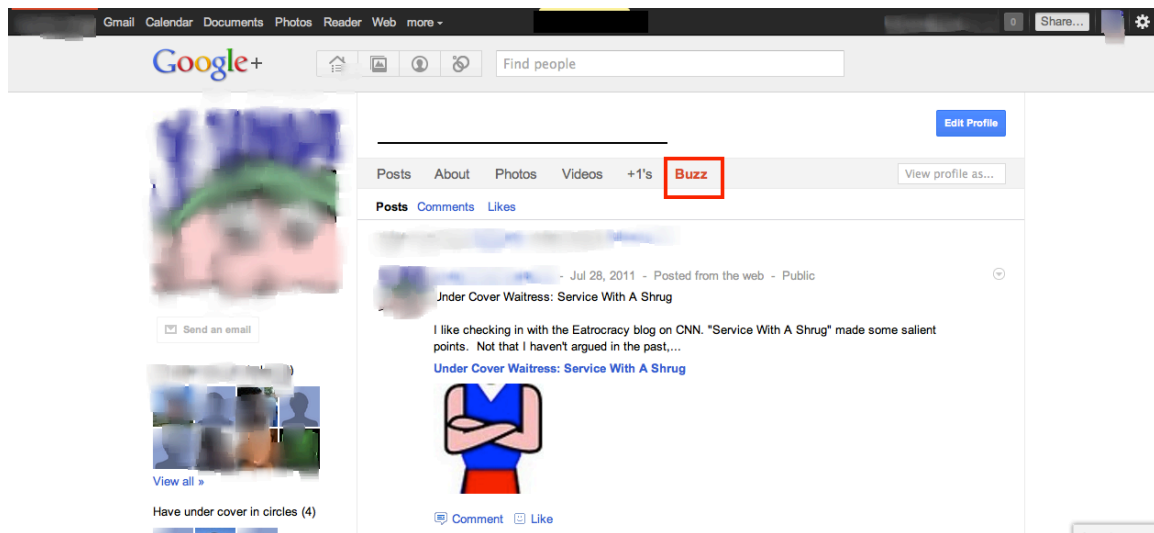 Gmail Calendar Documents Photos Reader Web more
0 Share...
Google+ Find people
Edit Profile
Posts About Photos Videos +1's Buzz View profile as...
Posts Comments Likes
- Jul 28, 2011 - Posted from the web - Public
Under Cover Waitress: Service With A Shrug
I like checking in with the Eatrocracy blog on CNN. "Service With A Shrug" made some salient
points. Not that I haven't argued in the past,...
Under Cover Waitress: Service With A Shrug
Send an email
View all »
Have under cover in circles (4)
Comment Like